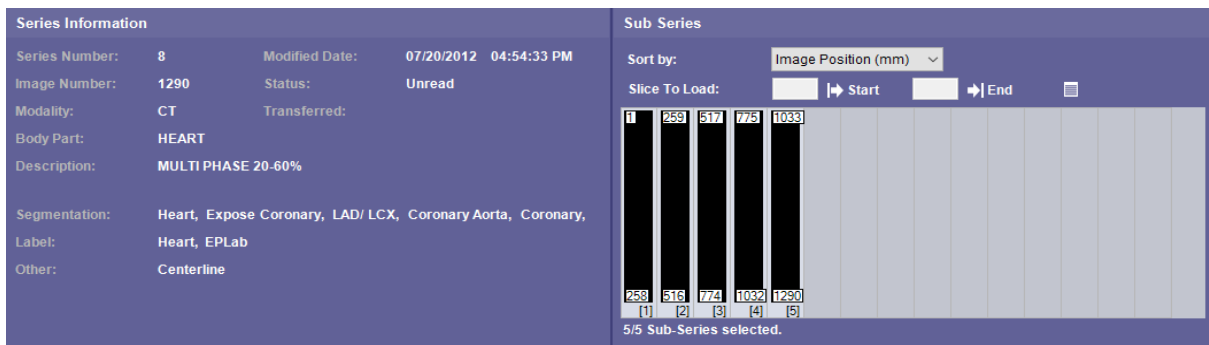 Series Information
Series Number: 8 Modified Date: 07/20/2012 04:54:33 PM
Image Number: 1290 Status: Unread
Modality: CT Transferred:
Body Part: HEART
Description: MULTI PHASE 20-60%
Segmentation: Heart, Expose Coronary, LAD/ LCX, Coronary Aorta, Coronary,
Label: Heart, EPLab
Other: Centerline
Sub Series
Sort by: Image Position (mm)
Slice To Load: Start End
1 259 517 775 1033
258 516 774 1032 1290
[1] [2] [3] [4] [5]
5/5 Sub-Series selected.